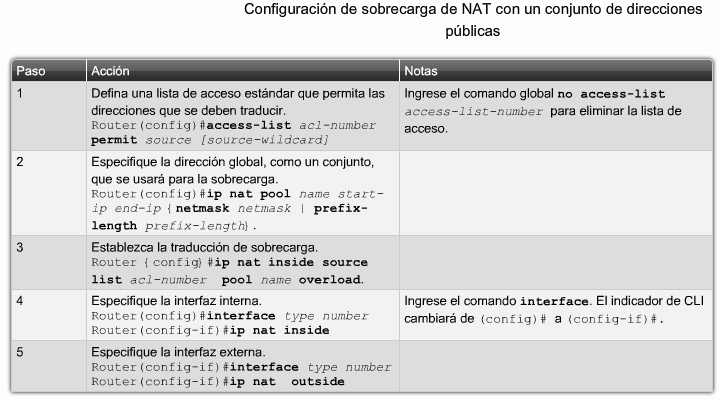 Configuración de sobrecarga de NAT con un conjunto de direcciones
públicas
Paso Acción Notas
1 Defina una lista de acceso estándar que permita las
direcciones que se deben traducir.
Router(config)#access-list acl-number
permit source [source-wildcard]
Ingrese el comando global no access-list
access-list-number para eliminar la lista de
acceso.
2 Especifique la dirección global, como un conjunto,
que se usará para la sobrecarga.
Router(config)#ip nat pool name start-
ip end-ip {netmask netmask | prefix-
length prefix-length}.
3 Establezca la traducción de sobrecarga.
Router {config}#ip nat inside source
list acl-number pool name overload.
4 Especifique la interfaz interna.
Router(config)#interface type number
Router(config-if)#ip nat inside
Ingrese el comando interface. El indicador de CLI
cambiará de (config)# a (config-if)#.
5 Especifique la interfaz externa.
Router(config-if)#interface type number
Router(config-if)#ip nat outside